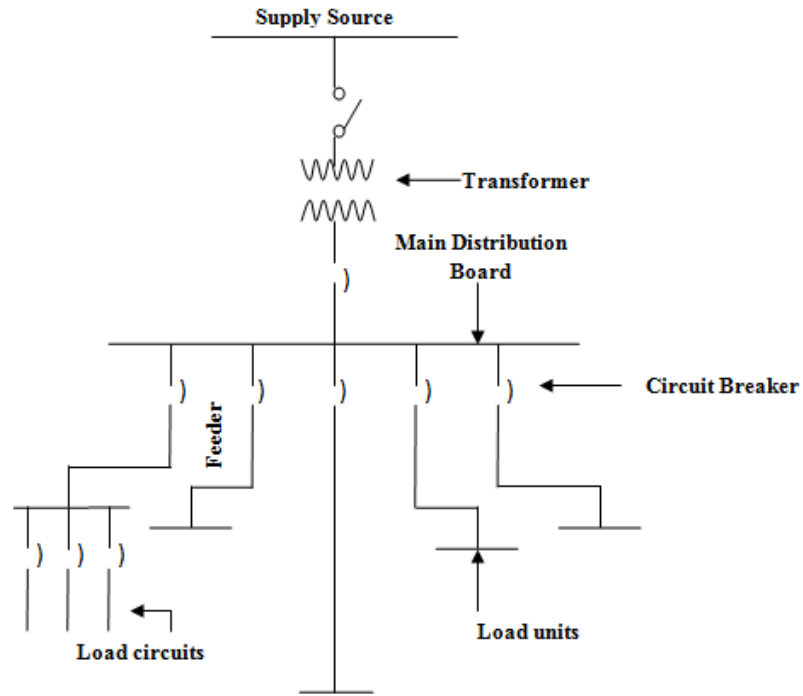 Supply Source
Transformer
Main Distribution
Board
Circuit Breaker
Feeder
Load units
Load circuits